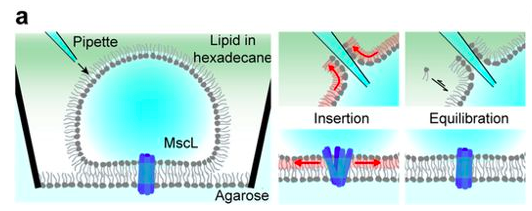 a
Pipette
Lipid in
hexadecane
MscL
Agarose
Insertion
Equilibration